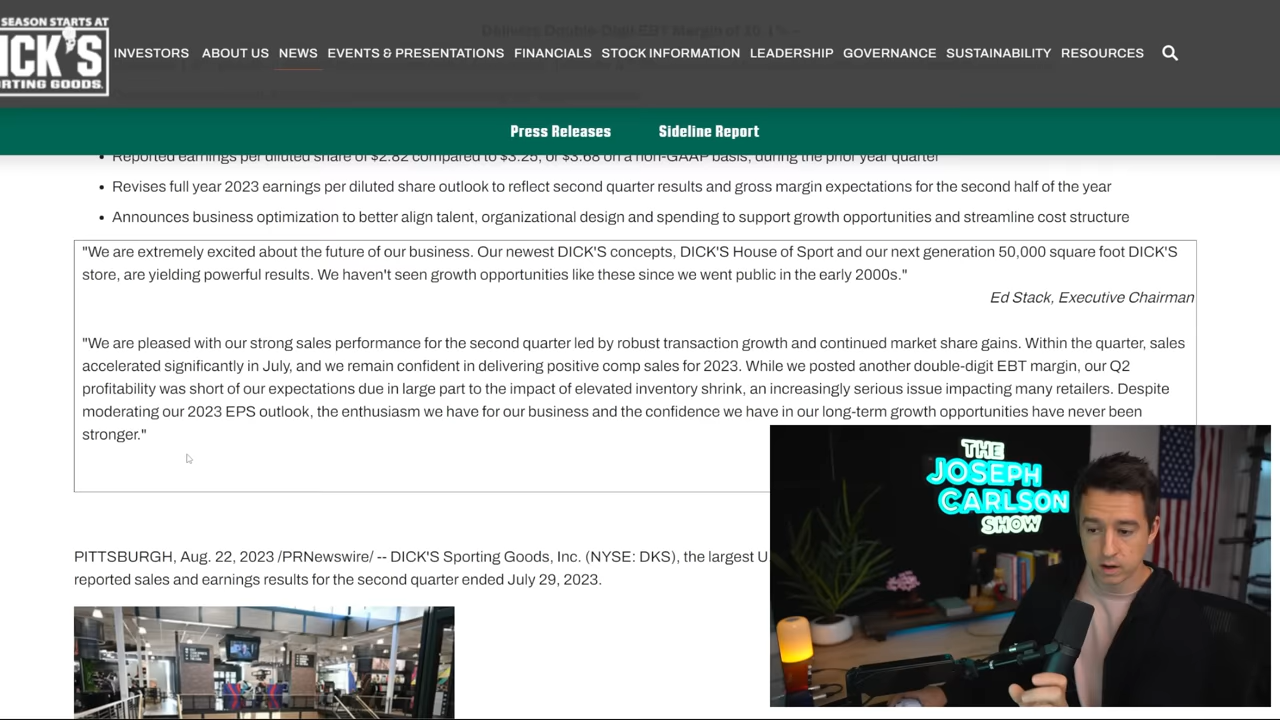 SEASON STARTS AT
ICK'S
RTING GOODS.
INVESTORS ABOUT US NEWS EVENTS & PRESENTATIONS FINANCIALS STOCK INFORMATION LEADERSHIP GOVERNANCE SUSTAINABILITY RESOURCES
Press Releases Sideline Report
• Reported earnings per diluted share of $2.82 compared to $3.25, or $3.68 on a non-GAAP basis, during the prior year quarter
• Revises full year 2023 earnings per diluted share outlook to reflect second quarter results and gross margin expectations for the second half of the year
• Announces business optimization to better align talent, organizational design and spending to support growth opportunities and streamline cost structure
"We are extremely excited about the future of our business. Our newest DICK'S concepts, DICK'S House of Sport and our next generation 50,000 square foot DICK'S
store, are yielding powerful results. We haven't seen growth opportunities like these since we went public in the early 2000s."
Ed Stack, Executive Chairman
"We are pleased with our strong sales performance for the second quarter led by robust transaction growth and continued market share gains. Within the quarter, sales
accelerated significantly in July, and we remain confident in delivering positive comp sales for 2023. While we posted another double-digit EBT margin, our Q2
profitability was short of our expectations due in large part to the impact of elevated inventory shrink, an increasingly serious issue impacting many retailers. Despite
moderating our 2023 EPS outlook, the enthusiasm we have for our business and the confidence we have in our long-term growth opportunities have never been
stronger."
PITTSBURGH, Aug. 22, 2023 /PRNewswire/ -- DICK'S Sporting Goods, Inc. (NYSE: DKS), the largest U
reported sales and earnings results for the second quarter ended July 29, 2023.
THE
JOSEPH
CARLSON
SHOW